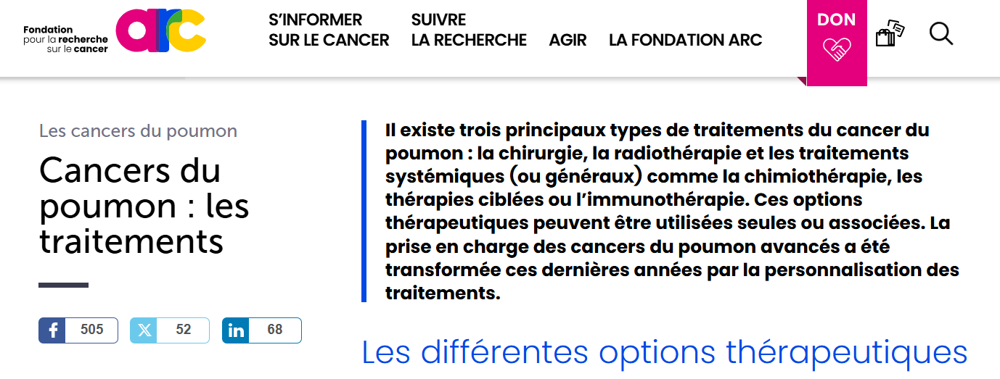 Fondation
pour la recherche
sur le cancer
arc
S’INFORMER
SUR LE CANCER
SUIVRE
LA RECHERCHE
AGIR
LA FONDATION ARC
DON
Les cancers du poumon
Cancers du
poumon : les
traitements
f 505
X 52
in 68
Il existe trois principaux types de traitements du cancer du
poumon : la chirurgie, la radiothérapie et les traitements
systémiques (ou généraux) comme la chimiothérapie, les
thérapies ciblées ou l’immunothérapie. Ces options
thérapeutiques peuvent être utilisées seules ou associées. La
prise en charge des cancers du poumon avancés a été
transformée ces dernières années par la personnalisation des
traitements.
Les différentes options thérapeutiques